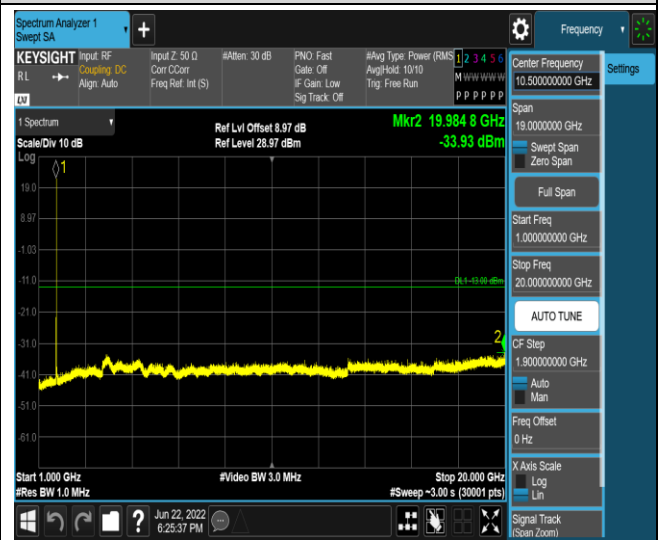 Spectrum Analyzer 1
Swept SA
+
Frequency
KEYSIGHT
RL
LXI
Input: RF
Coupling: DC
Align: Auto
Input Z: 50 Ω
Corr CCorr
Freq Ref: Int (S)
#Atten: 30 dB
PNO: Fast
Gate: Off
IF Gain: Low
Sig Track: Off
#Avg Type: Power (RMS
Avg|Hold: 10/10
Trig: Free Run
1 2 3 4 5 6
M W W W W W
P P P P P P
1 Spectrum
Scale/Div 10 dB
Log
Ref Lvl Offset 8.97 dB
Ref Level 28.97 dBm
Mkr2 19.984 8 GHz
-33.93 dBm
1
19.0
8.97
-1.03
-11.0
DL1 -13.00 dBm
-21.0
-31.0
2
-41.0
-51.0
-61.0
Start 1.000 GHz
#Res BW 1.0 MHz
#Video BW 3.0 MHz
Stop 20.000 GHz
#Sweep ~3.00 s (30001 pts)
?
Jun 22, 2022
6:25:37 PM
Center Frequency
10.500000000 GHz
Span
19.0000000 GHz
Swept Span
Zero Span
Full Span
Start Freq
1.000000000 GHz
Stop Freq
20.000000000 GHz
AUTO TUNE
CF Step
1.900000000 GHz
Auto
Man
Freq Offset
0 Hz
X Axis Scale
Log
Lin
Signal Track
(Span Zoom)
Settings